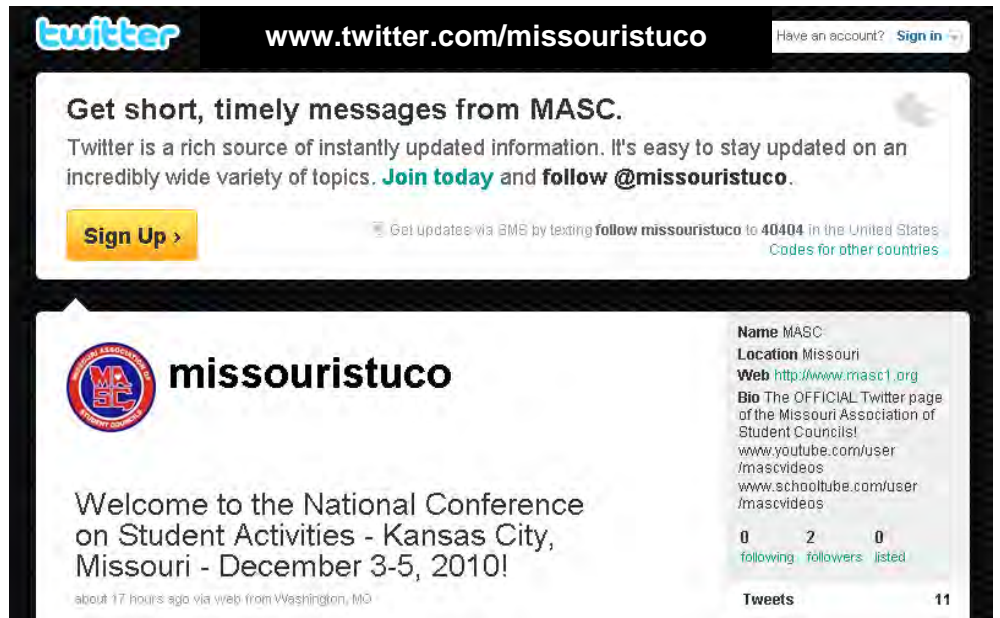 twitter
www.twitter.com/missouristuco
Have an account? Sign in
Get short, timely messages from MASC.
Twitter is a rich source of instantly updated information. It's easy to stay updated on an
incredibly wide variety of topics. Join today and follow @missouristuco.
Sign Up ›
Get updates via SMS by texting follow missouristuco to 40404 in the United States
Codes for other countries
MISSOURI ASSOCIATION OF
MASC
STUDENT COUNCILS
missouristuco
Welcome to the National Conference
on Student Activities - Kansas City,
Missouri - December 3-5, 2010!
about 17 hours ago via web from Washington, MO
Name MASC
Location Missouri
Web http://www.masc1.org
Bio The OFFICIAL Twitter page
of the Missouri Association of
Student Councils!
www.youtube.com/user
/mascvideos
www.schooltube.com/user
/mascvideos
0 2 0
following followers listed
Tweets 11